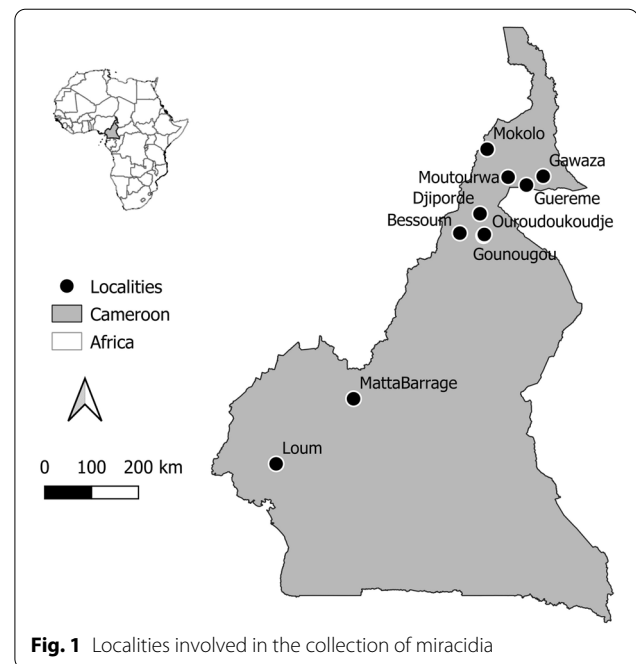 Mokolo
Gawaza
Moutourwa
Guereme
Djiporde
Ouroudoukoudje
Bessoum
Gounougou
Localities
Cameroon
Africa
MattaBarrage
Loum
0 100 200 km
Fig. 1 Localities involved in the collection of miracidia